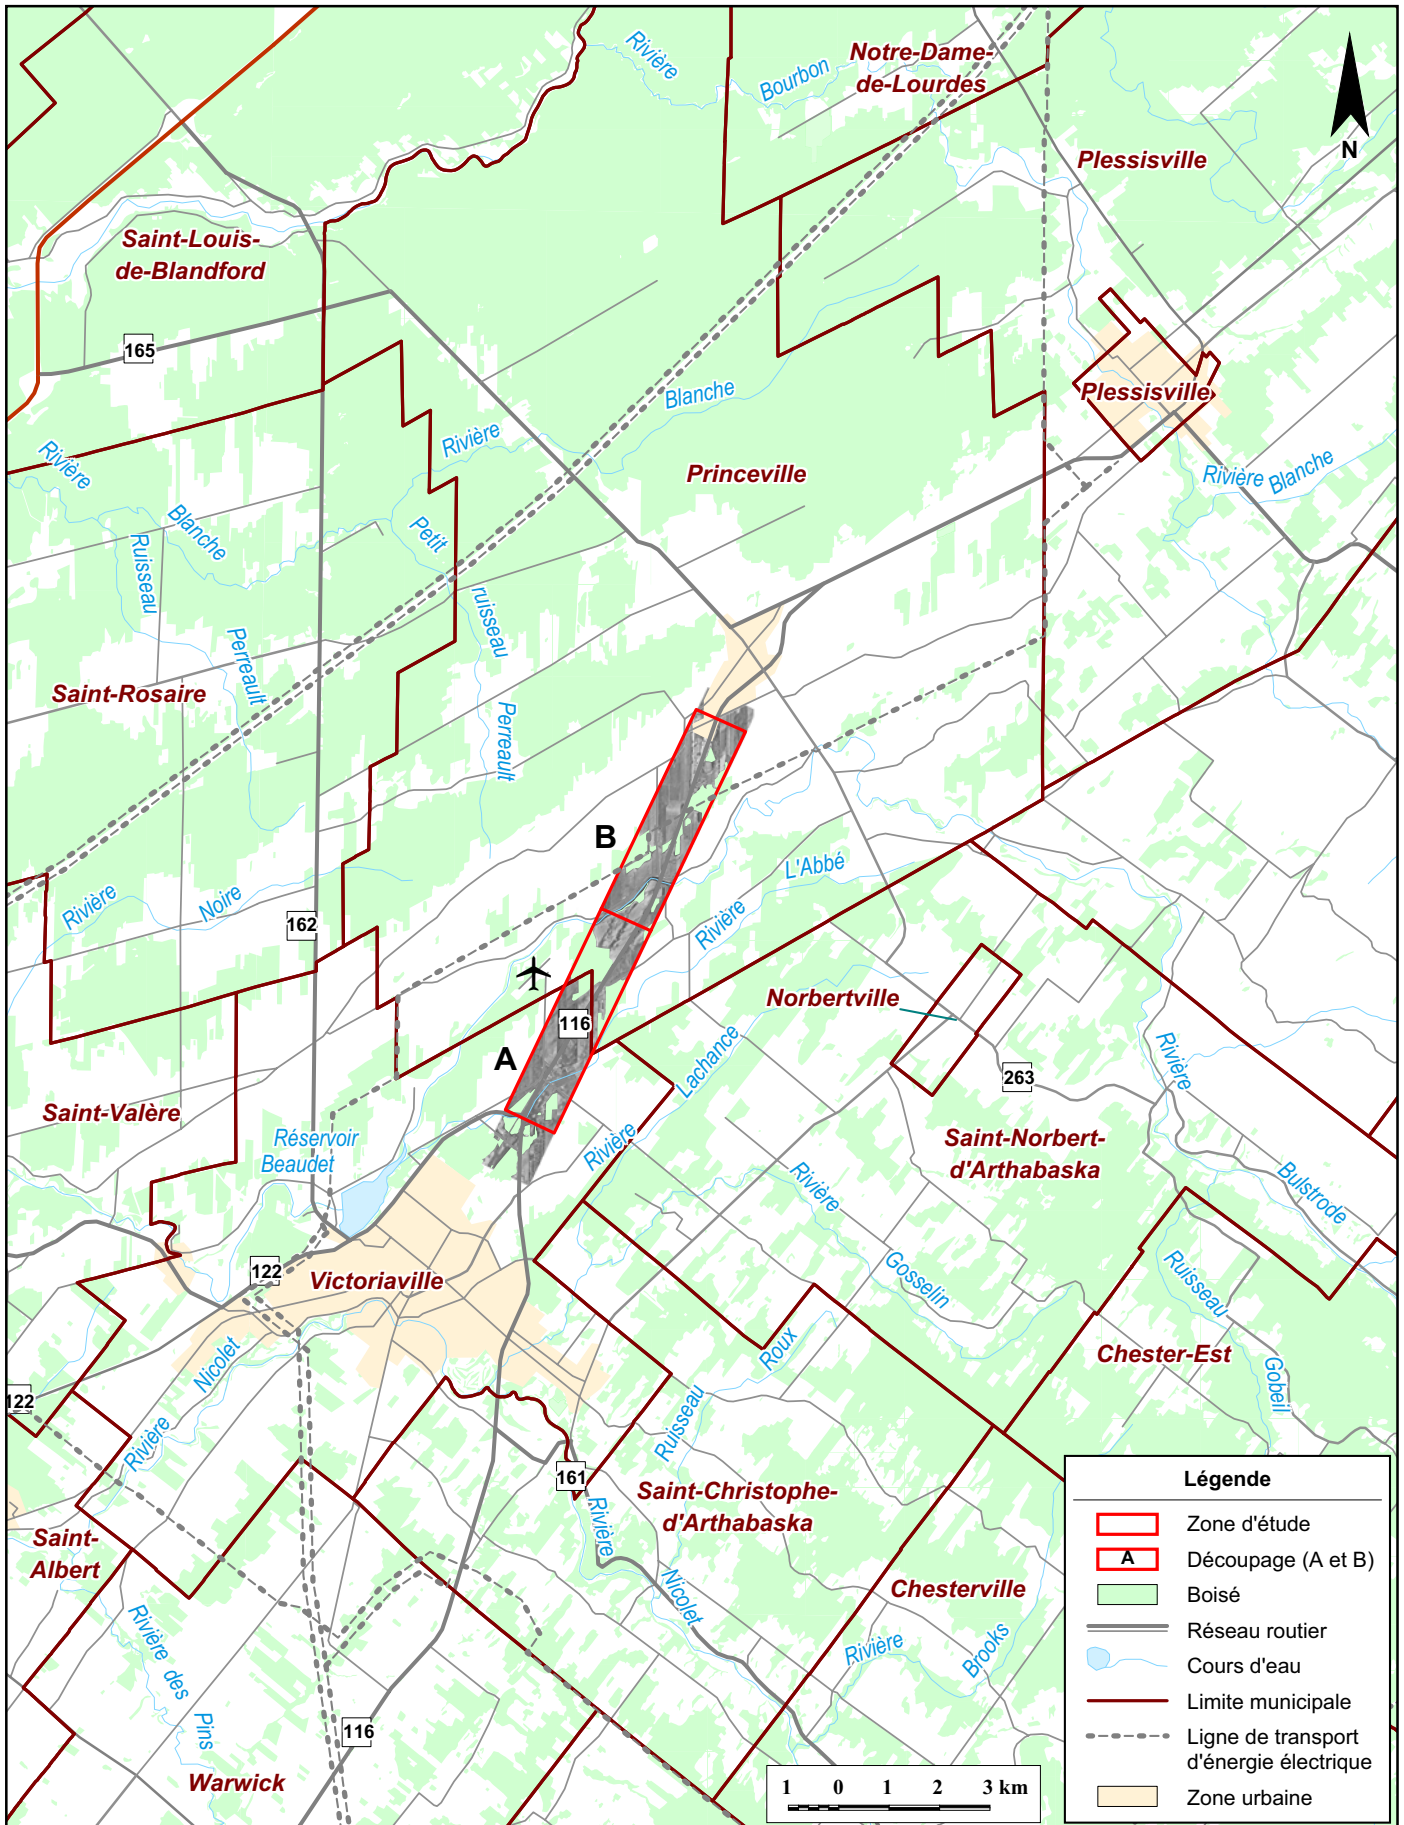 Rivière
Bourbon
Notre-Dame-
de-Lourdes
Plessisville
N
Saint-Louis-
de-Blandford
165
Plessisville
Blanche
Rivière
Princeville
Rivière
Blanche
Rivière
Blanche
Ruisseau
Perreault
Petit
ruisseau
Perreault
Saint-Rosaire
B
L'Abbé
Rivière
Rivière
Noire
162
Norbertville
116
A
Lachance
Rivière
263
Rivière
Bulstrode
Saint-Valère
Réservoir
Beaudet
Saint-Norbert-
d'Arthabaska
Rivière
Gosselin
Ruisseau
Gobeil
122
Victoriaville
Nicolet
Rivière
122
Roux
Ruisseau
Chester-Est
161
Rivière
Nicolet
Saint-Christophe-
d'Arthabaska
Saint-
Albert
Chesterville
Rivière
Brooks
Rivière des
Pins
116
Warwick
1 0 1 2 3 km
Légende
Zone d'étude
A
Découpage (A et B)
Boisé
Réseau routier
Cours d'eau
Limite municipale
Ligne de transport
d'énergie électrique
Zone urbaine